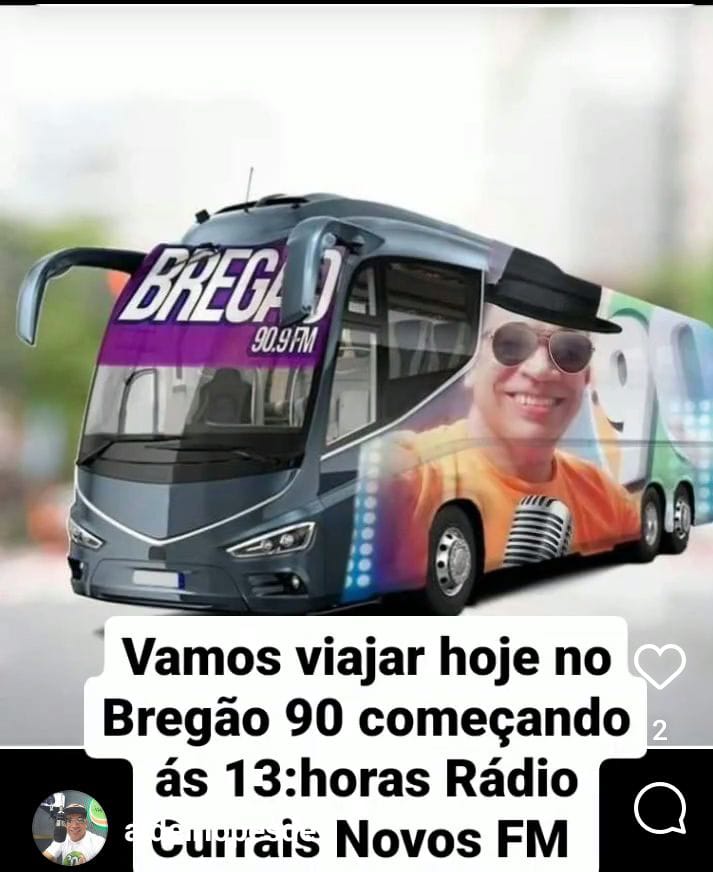 BREGÃO
90.9 FM
90
Vamos viajar hoje no
Bregão 90 começando
ás 13:horas Rádio
Currais Novos FM
2